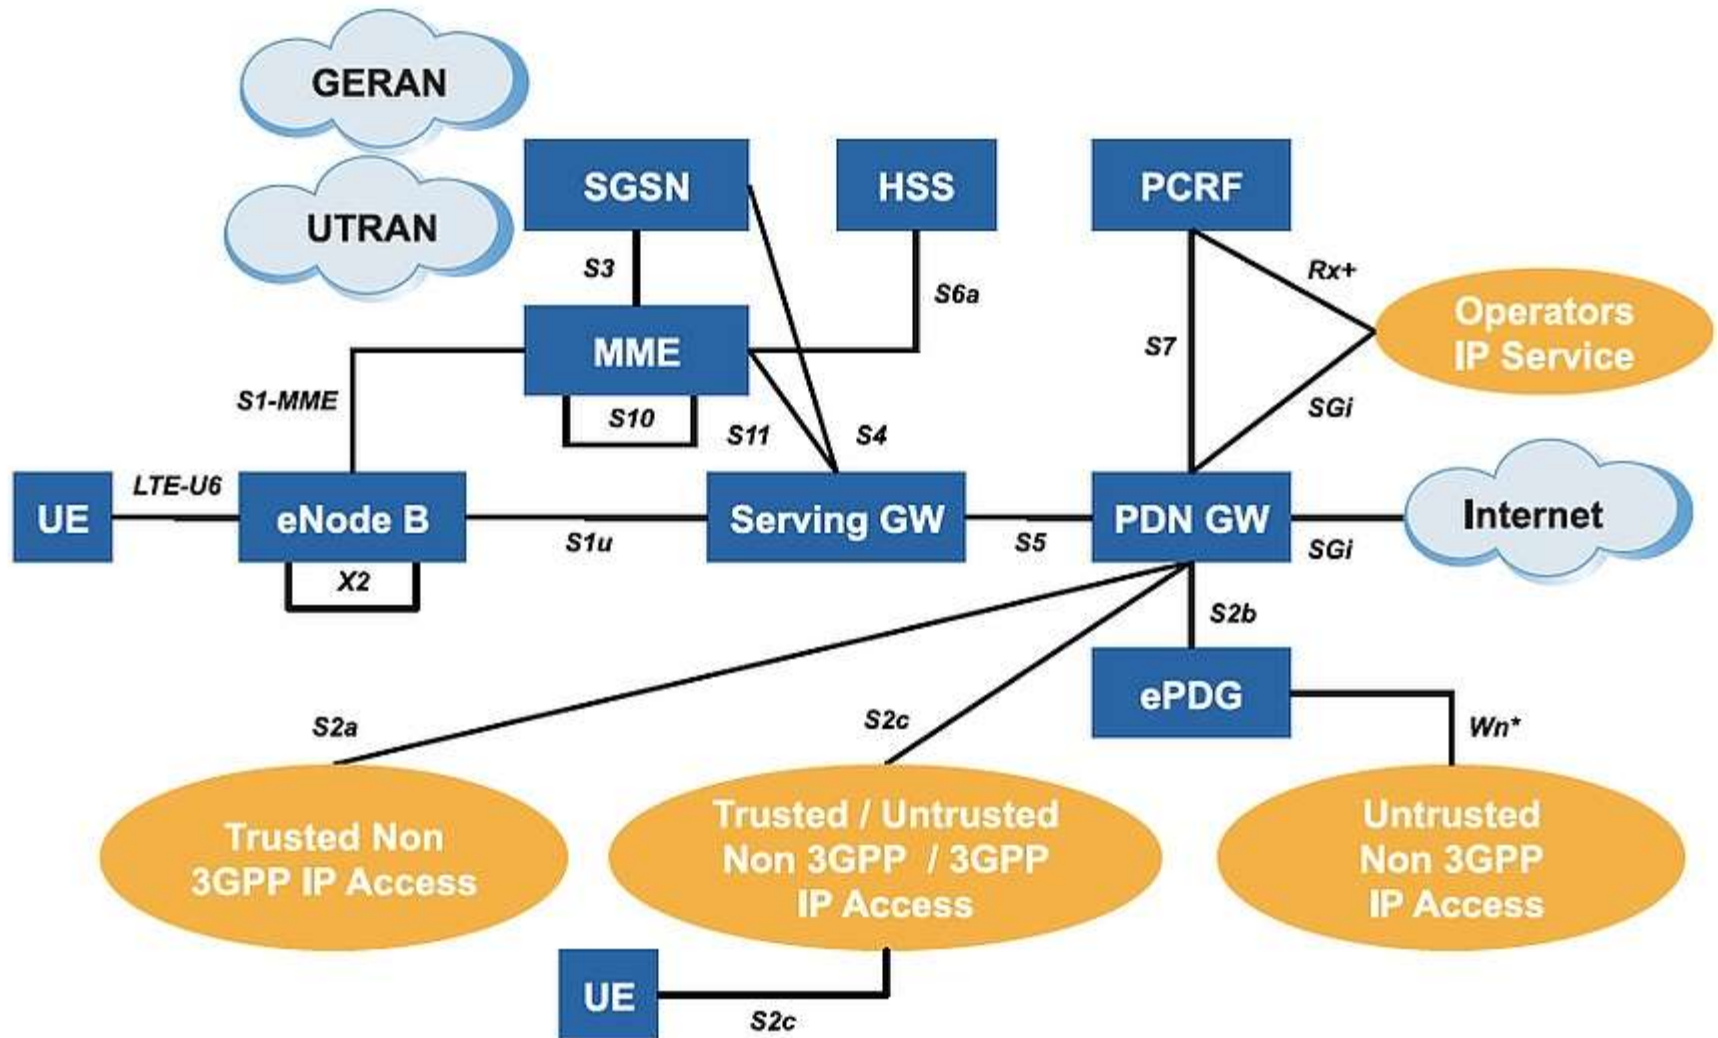 GERAN
UTRAN
SGSN
HSS
PCRF
S3
S6a
Rx+
Operators
IP Service
MME
S7
S1-MME
S10
S11
S4
SGi
UE
LTE-U6
eNode B
S1u
Serving GW
S5
PDN GW
SGi
Internet
X2
S2b
ePDG
S2a
S2c
Wn*
Trusted Non
3GPP IP Access
Trusted / Untrusted
Non 3GPP / 3GPP
IP Access
Untrusted
Non 3GPP
IP Access
UE
S2c